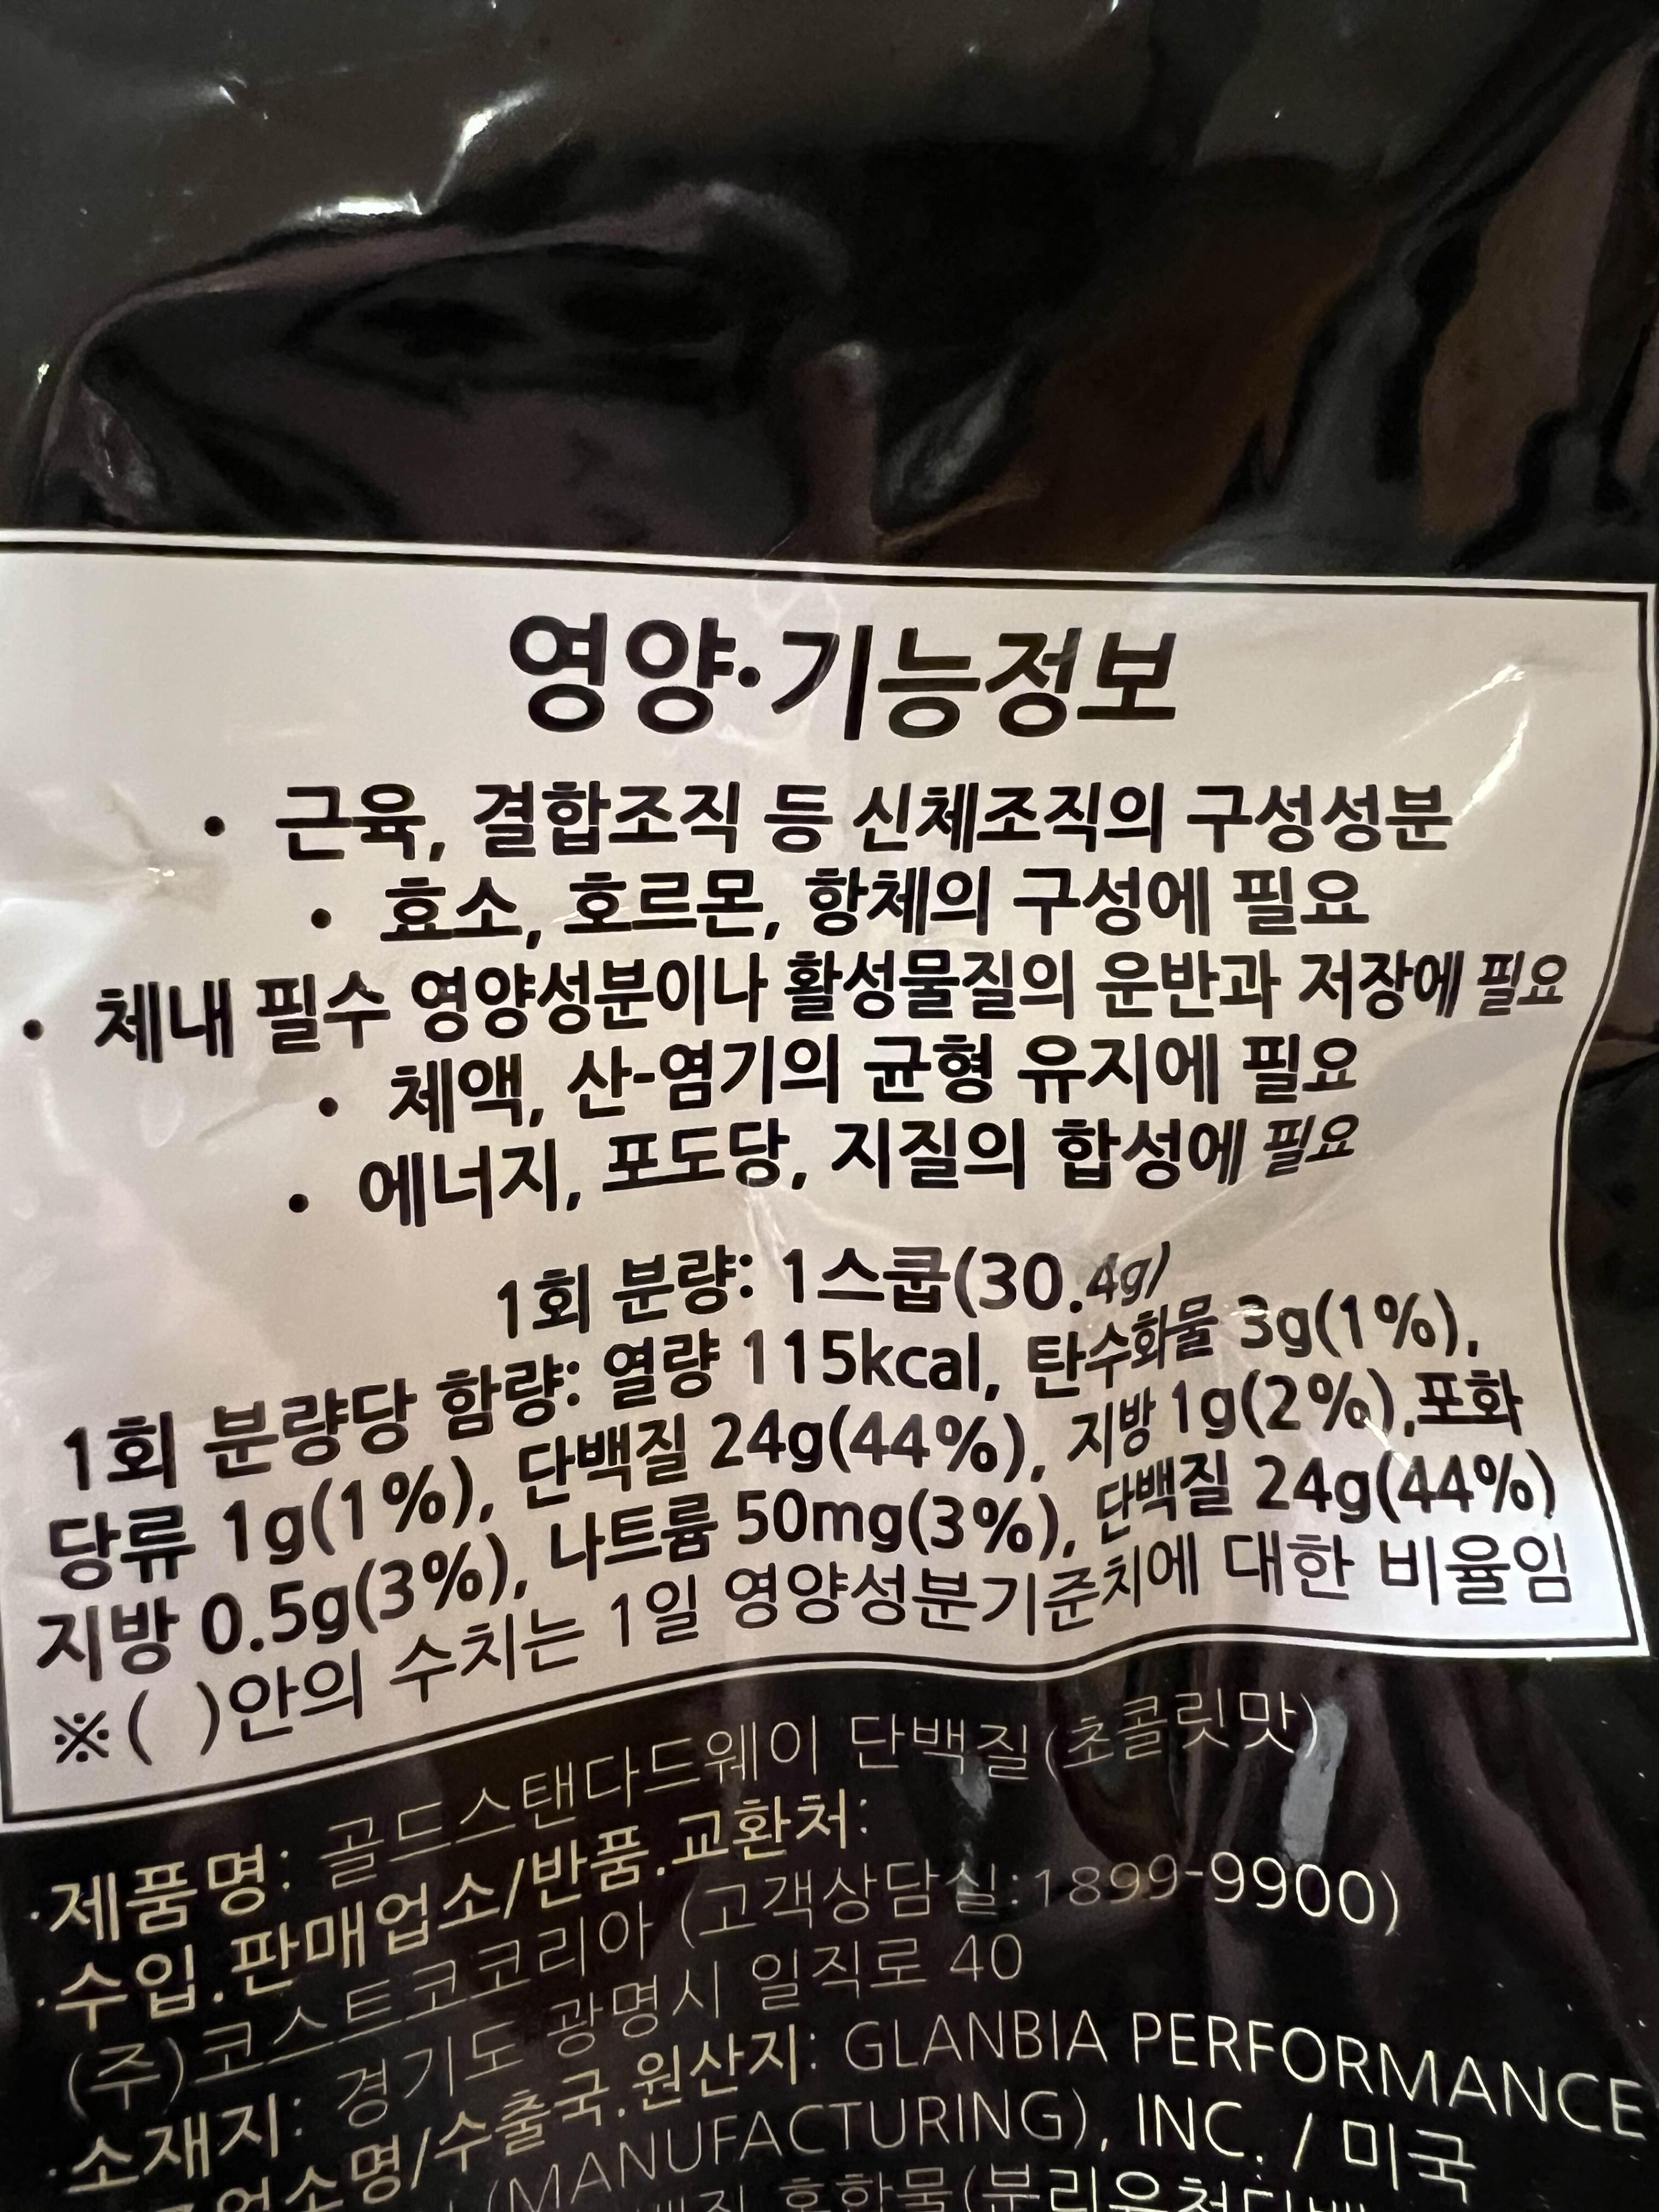 영양·기능정보
• 근육, 결합조직 등 신체조직의 구성성분
• 효소, 호르몬, 항체의 구성에 필요
• 체내 필수 영양성분이나 활성물질의 운반과 저장에 필요
• 체액, 산-염기의 균형 유지에 필요
• 에너지, 포도당, 지질의 합성에 필요
1회 분량: 1스쿱(30.4g)
1회 분량당 함량: 열량 115kcal, 탄수화물 3g(1%),
당류 1g(1%), 단백질 24g(44%), 지방 1g(2%),포화
지방 0.5g(3%), 나트륨 50mg(3%), 단백질 24g(44%)
※( )안의 수치는 1일 영양성분기준치에 대한 비율임
·제품명: 골드스탠다드웨이 단백질(초콜릿맛)
·수입.판매업소/반품.교환처:
(주)코스트코코리아 (고객상담실:1899-9900)
·소재지: 경기도 광명시 일직로 40
업소명/수출국.원산지: GLANBIA PERFORMANCE
(MANUFACTURING), INC. / 미국
혼합물(분리유청단백